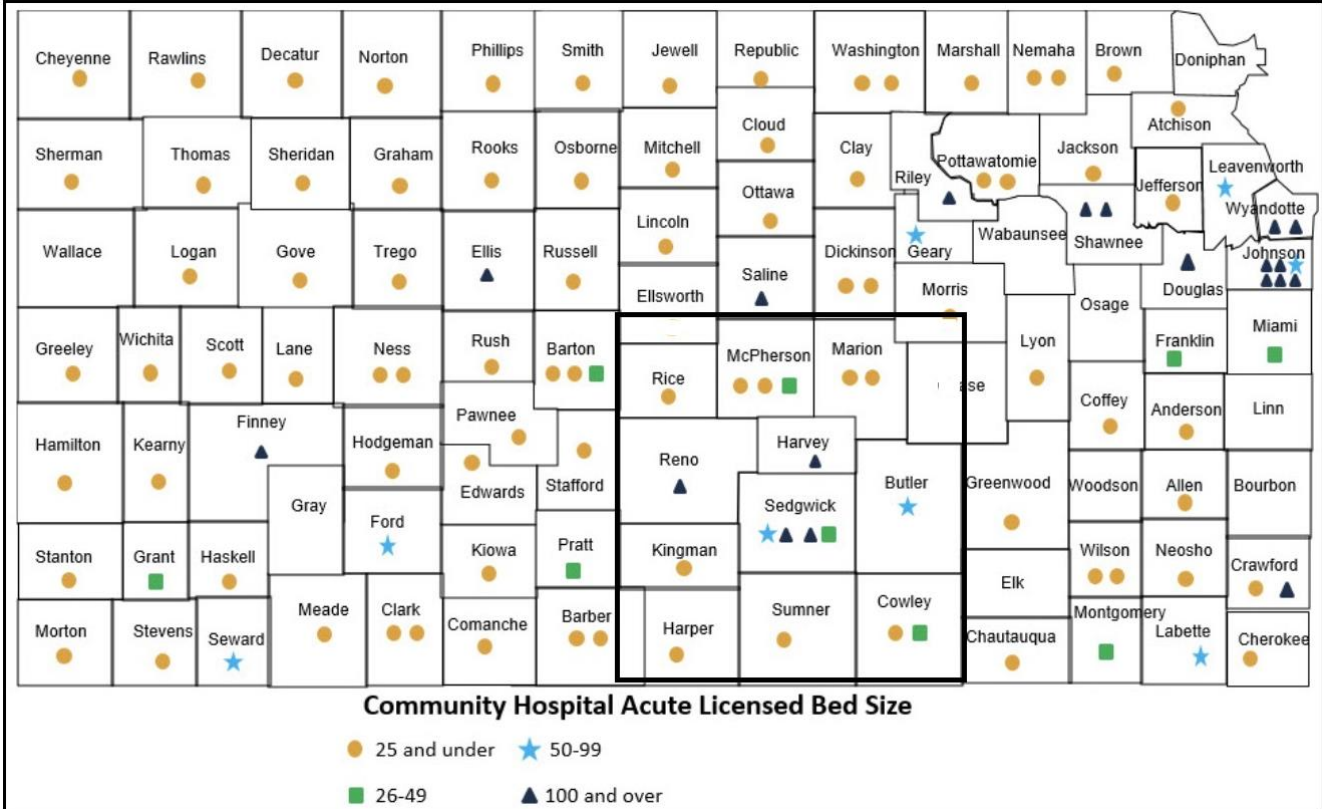 Cheyenne Rawlins Decatur Norton Phillips Smith Jewell Republic Washington Marshall Nemaha Brown Doniphan
Sherman Thomas Sheridan Graham Rooks Osborne Mitchell Cloud Clay Riley Pottawatomie Jackson Atchison
Ottawa Jefferson Leavenworth
Wyandotte
Wallace Logan Gove Trego Ellis Russell Lincoln Saline Dickinson Geary Wabaunsee Shawnee Johnson
Ellsworth Morris Osage Douglas
Greeley Wichita Scott Lane Ness Rush Barton Rice McPherson Marion ase Lyon Franklin Miami
Hamilton Kearny Finney Hodgeman Pawnee Coffey Anderson Linn
Reno Harvey
Gray Edwards Stafford Sedgwick Butler Greenwood Woodson Allen Bourbon
Ford
Stanton Grant Haskell Kiowa Pratt Kingman Elk Wilson Neosho Crawford
Morton Stevens Seward Meade Clark Comanche Barber Harper Sumner Cowley Chautauqua Montgomery Labette Cherokee
Community Hospital Acute Licensed Bed Size
25 and under 50-99
26-49 100 and over